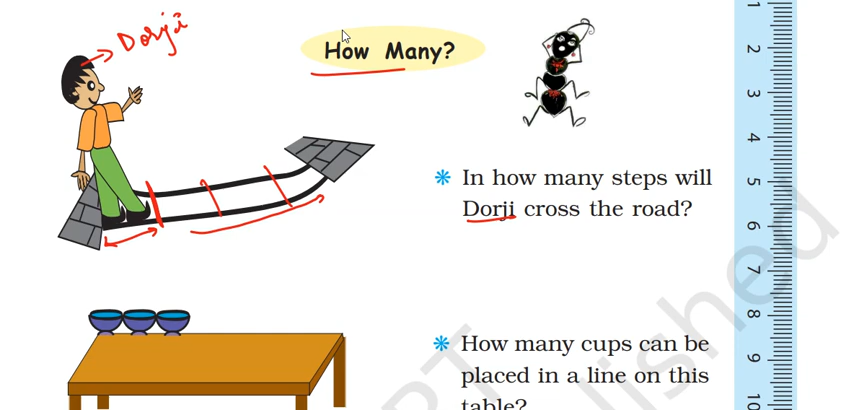 Dorji
How Many?
In how many steps will
Dorji cross the road?
How many cups can be
placed in a line on this
table?
1
2
3
4
5
6
7
8
9
10